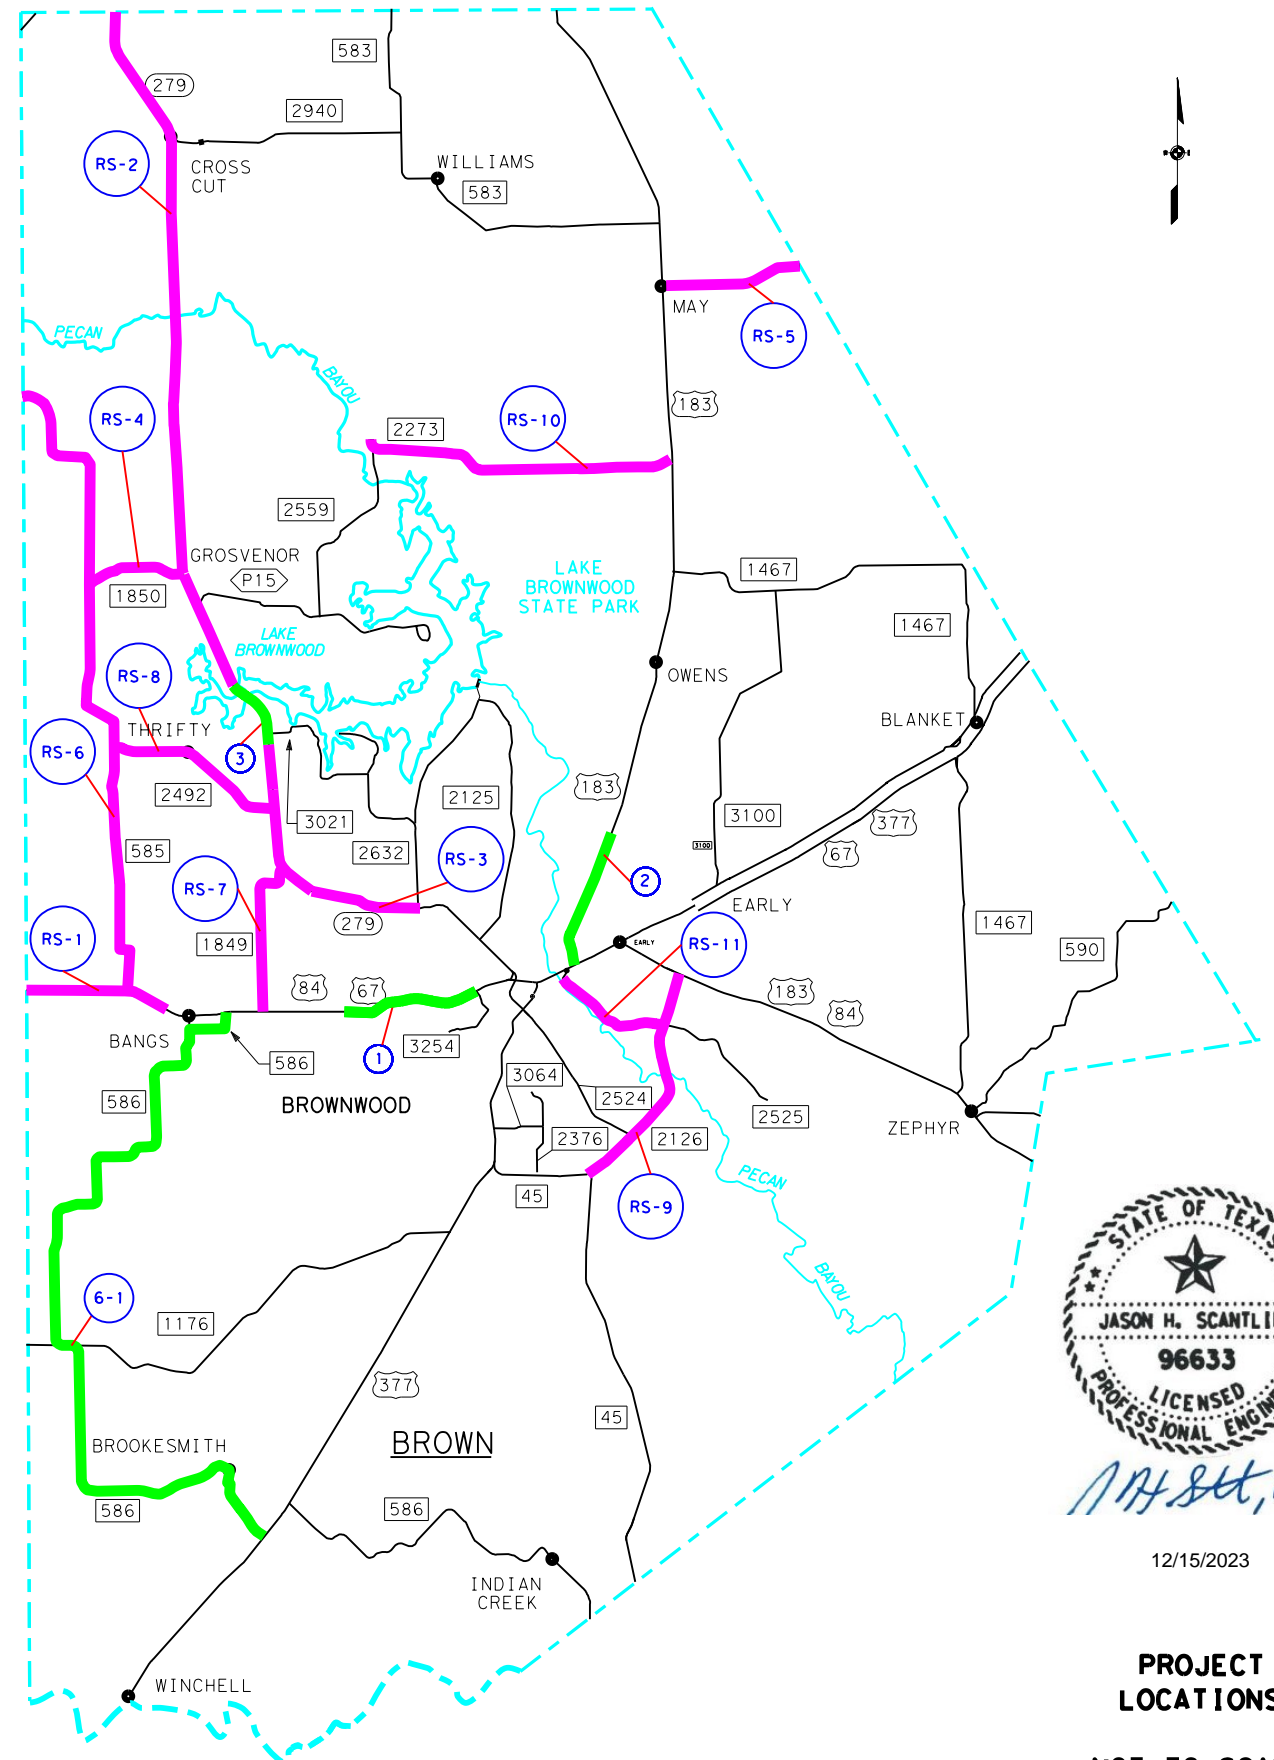 583
279
2940
RS-2
CROSS
CUT
WILLIAMS
583
MAY
RS-5
PECAN
BAYOU
183
RS-4
2273
RS-10
2559
GROSVENOR
P15
1850
LAKE
BROWNWOOD
STATE PARK
1467
1467
LAKE
BROWNWOOD
RS-8
OWENS
THRIFTY
BLANKET
RS-6
3
2492
183
2125
3100
3021
377
585
2632
3100
67
RS-3
RS-7
2
EARLY
279
RS-1
1849
EARLY
RS-11
1467
590
84
67
183
84
BANGS
586
1
3254
586
3064
2524
BROWNWOOD
2525
2376
2126
ZEPHYR
45
PECAN
RS-9
BAYOU
6-1
1176
377
45
BROOKESMITH
BROWN
586
586
INDIAN
CREEK
WINCHELL
STATE OF TEXAS
JASON H. SCANTLI
96633
LICENSED
PROFESSIONAL ENGINE
12/15/2023
PROJECT
LOCATIONS